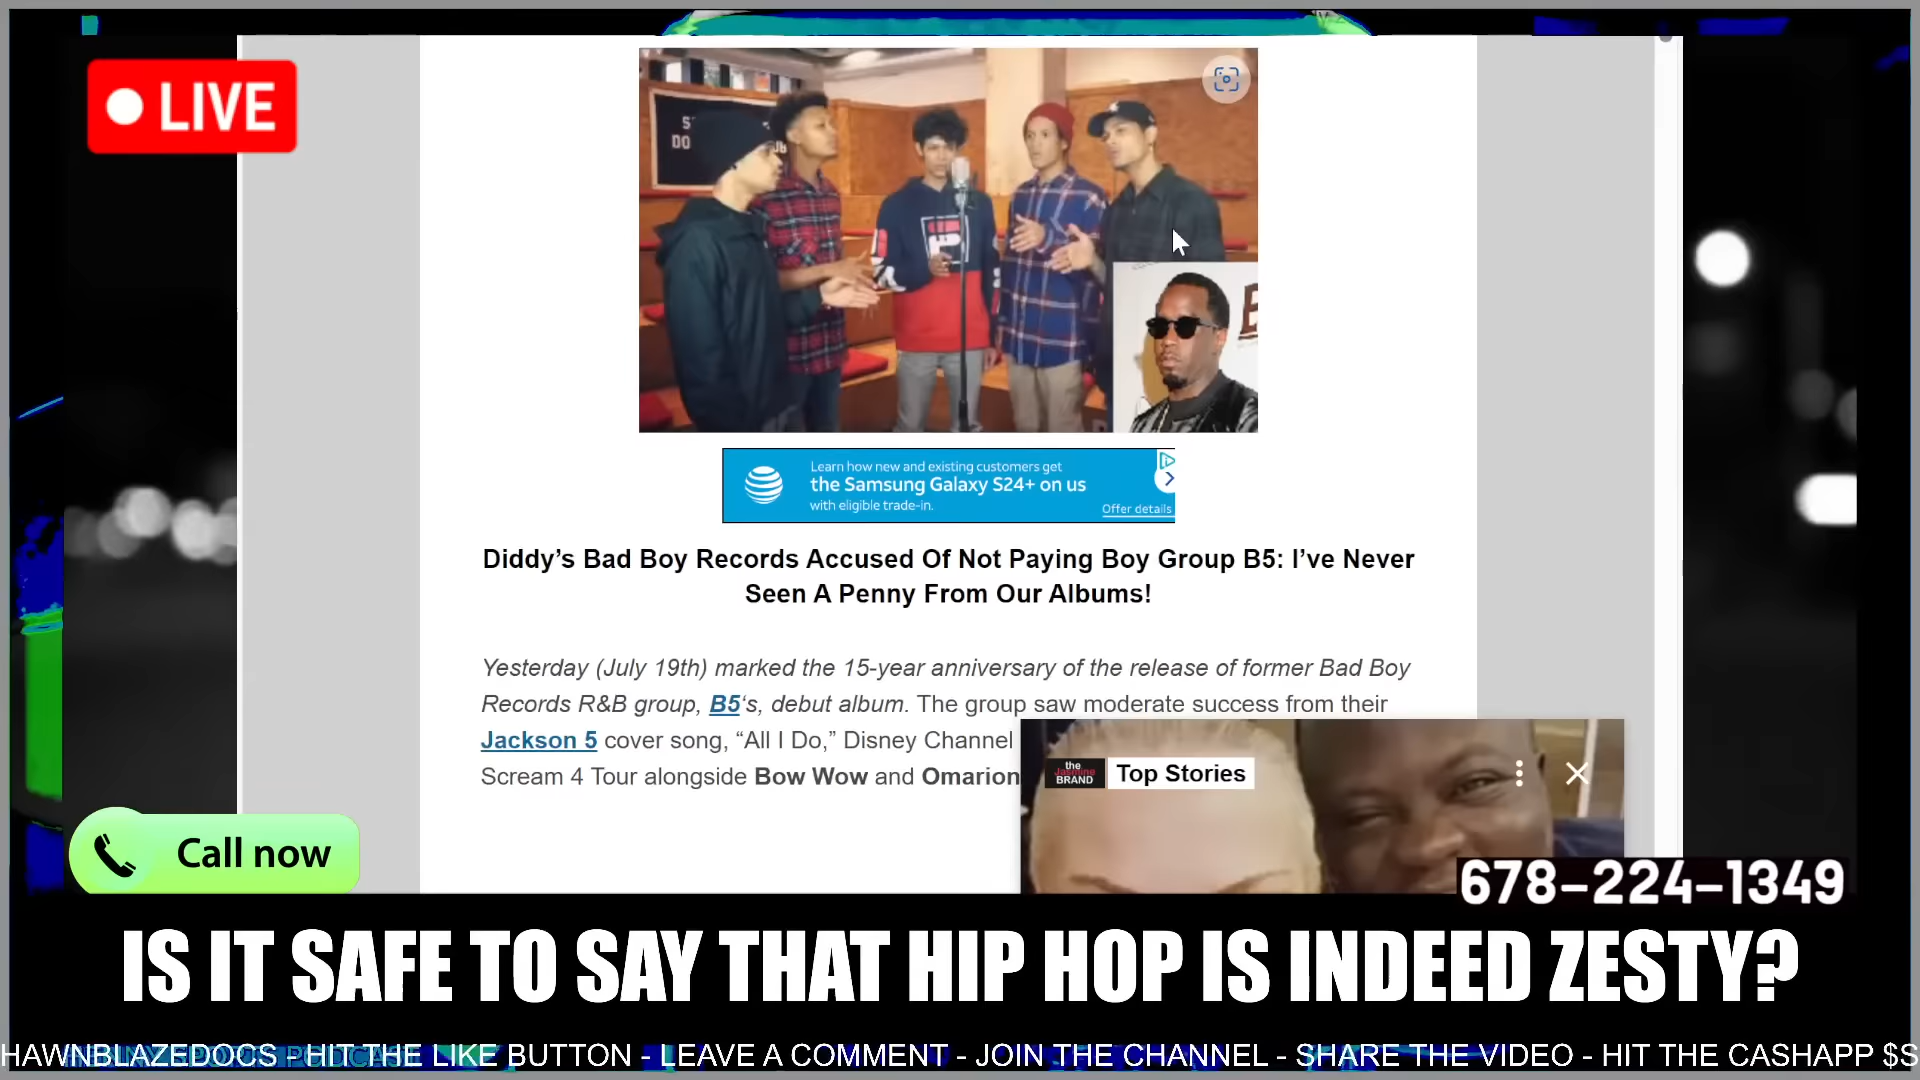 LIVE
Learn how new and existing customers get
the Samsung Galaxy S24+ on us
with eligible trade-in.
Offer details
Diddy’s Bad Boy Records Accused Of Not Paying Boy Group B5: I’ve Never
Seen A Penny From Our Albums!
Yesterday (July 19th) marked the 15-year anniversary of the release of former Bad Boy
Records R&B group, B5‘s, debut album. The group saw moderate success from their
Jackson 5 cover song, “All I Do,” Disney Channel
Scream 4 Tour alongside Bow Wow and Omarion
the
Jasmine
BRAND
Top Stories
Call now
678-224-1349
IS IT SAFE TO SAY THAT HIP HOP IS INDEED ZESTY?
HAWNBLAZEDOCS - HIT THE LIKE BUTTON - LEAVE A COMMENT - JOIN THE CHANNEL - SHARE THE VIDEO - HIT THE CASHAPP $S